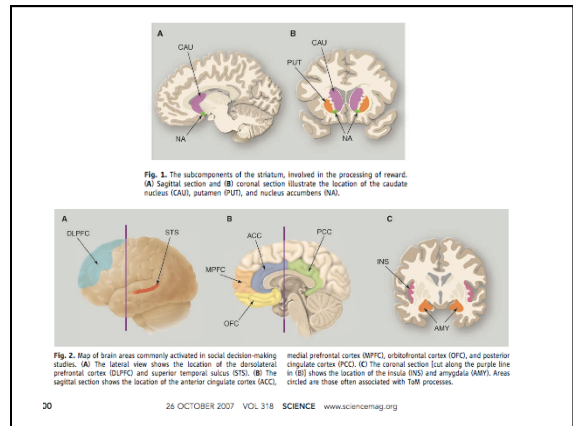 A
B
CAU
CAU
PUT
NA
NA
Fig. 1. The subcomponents of the striatum, involved in the processing of reward.
(A) Sagittal section and (B) coronal section illustrate the location of the caudate
nucleus (CAU), putamen (PUT), and nucleus accumbens (NA).
A
B
C
DLPFC
STS
ACC
PCC
MPFC
OFC
INS
AMY
Fig. 2. Map of brain areas commonly activated in social decision-making
studies. (A) The lateral view shows the location of the dorsolateral
prefrontal cortex (DLPFC) and superior temporal sulcus (STS). (B) The
sagittal section shows the location of the anterior cingulate cortex (ACC),
medial prefrontal cortex (MPFC), orbitofrontal cortex (OFC), and posterior
cingulate cortex (PCC). (C) The coronal section [cut along the purple line
in (B)] shows the location of the insula (INS) and amygdala (AMY). Areas
circled are those often associated with ToM processes.
00 26 OCTOBER 2007 VOL 318 SCIENCE www.sciencemag.org